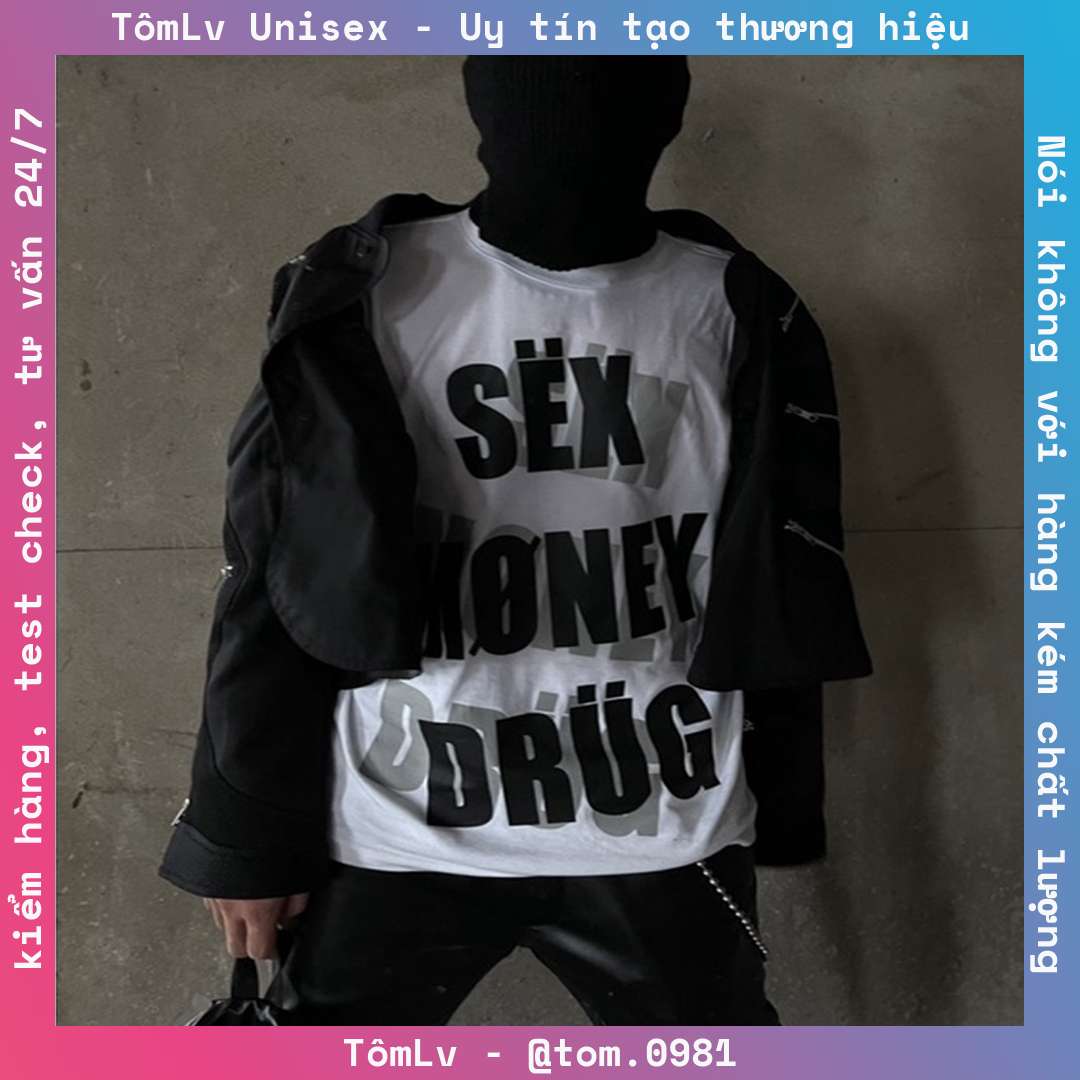 TômLv Unisex - Uy tín tạo thương hiệu
kiểm hàng, test check, tư vấn 24/7
Nói không với hàng kém chất lượng
SËX
MØNEY
DRÜG
TômLv - @tom.0981